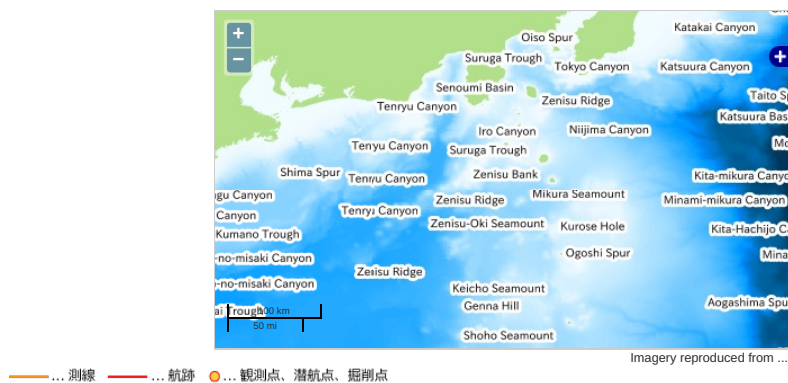 +
−
Katakai Canyon
Oiso Spur
Suruga Trough
Tokyo Canyon
Katsuura Canyon
+
Senoumi Basin
Zenisu Ridge
Taito Sp
Tenryu Canyon
Katsuura Bas
Iro Canyon
Niijima Canyon
Tenyu Canyon
Suruga Trough
Mo
Shima Spur
Tenryu Canyon
Zenisu Bank
Kita-mikura Canyo
gu Canyon
Zenisu Ridge
Mikura Seamount
Minami-mikura Canyon
Canyon
Tenryu Canyon
Zenisu-Oki Seamount
Kurose Hole
Kita-Hachijo C
Kumano Trough
Ogoshi Spur
Mina
-no-misaki Canyon
Zenisu Ridge
o-no-misaki Canyon
Keicho Seamount
Genna Hill
Aogashima Spu
ai Trough
100 km
50 mi
Shoho Seamount
Imagery reproduced from ...
... 測線 ... 航跡 ... 観測点、潜航点、掘削点